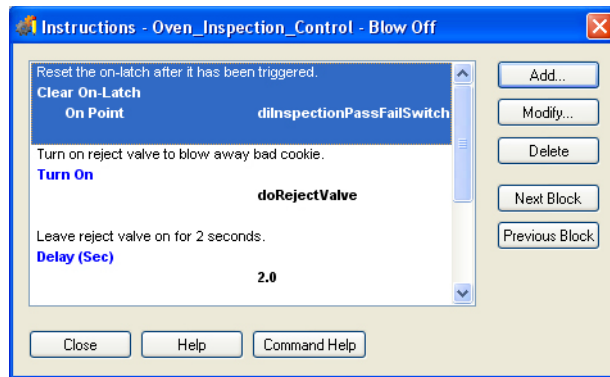 Instructions - Oven_Inspection_Control - Blow Off
Reset the on-latch after it has been triggered.
Clear On-Latch
On Point diInspectionPassFailSwitch
Turn on reject valve to blow away bad cookie.
Turn On
doRejectValve
Leave reject valve on for 2 seconds.
Delay (Sec)
2.0
Add...
Modify...
Delete
Next Block
Previous Block
Close Help Command Help